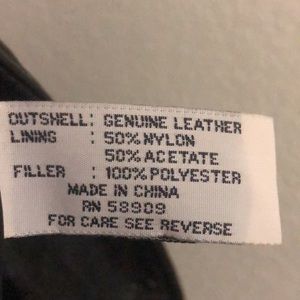 OUTSHELL: GENUINE LEATHER
LINING : 50% NYLON
50% ACETATE
FILLER : 100% POLYESTER
MADE IN CHINA
RN 58909
FOR CARE SEE REVERSE